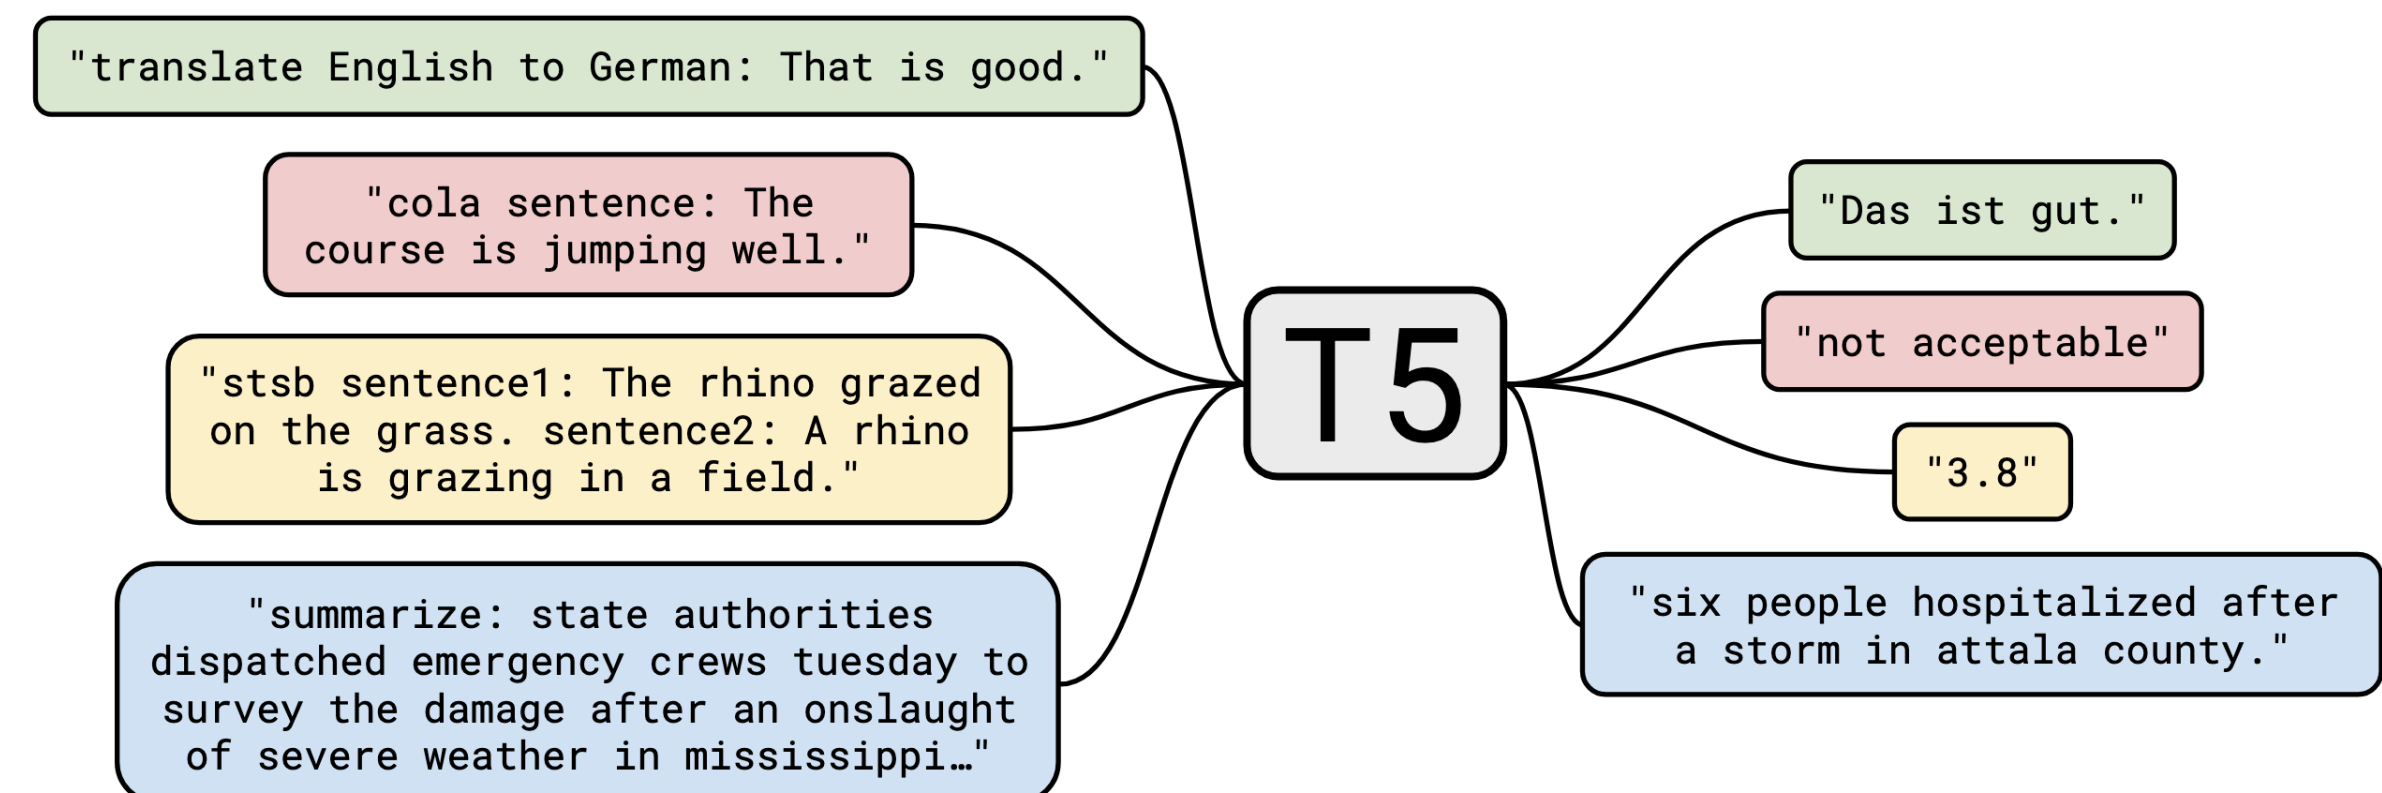 "translate English to German: That is good."
"cola sentence: The
course is jumping well."
"stsb sentence1: The rhino grazed
on the grass. sentence2: A rhino
is grazing in a field."
"summarize: state authorities
dispatched emergency crews tuesday to
survey the damage after an onslaught
of severe weather in mississippi…"
T5
"Das ist gut."
"not acceptable"
"3.8"
"six people hospitalized after
a storm in attala county."